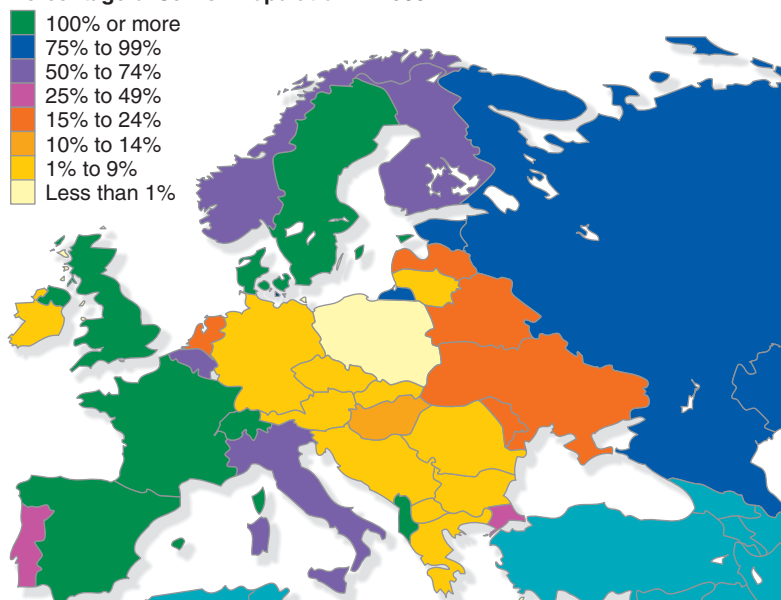 100% or more
75% to 99%
50% to 74%
25% to 49%
15% to 24%
10% to 14%
1% to 9%
Less than 1%